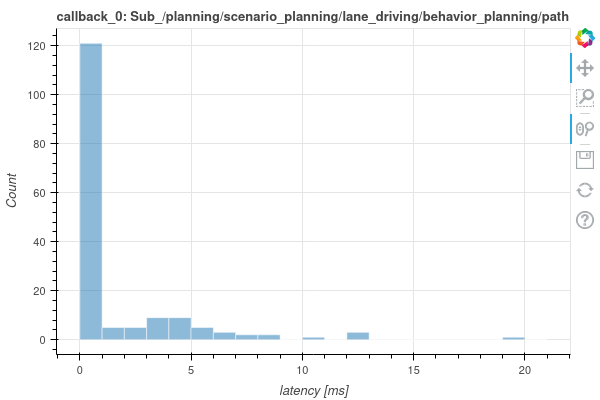 callback_0: Sub_/planning/scenario_planning/lane_driving/behavior_planning/path
120
100
80
60
40
20
0
Count
0 5 10 15 20
latency [ms]